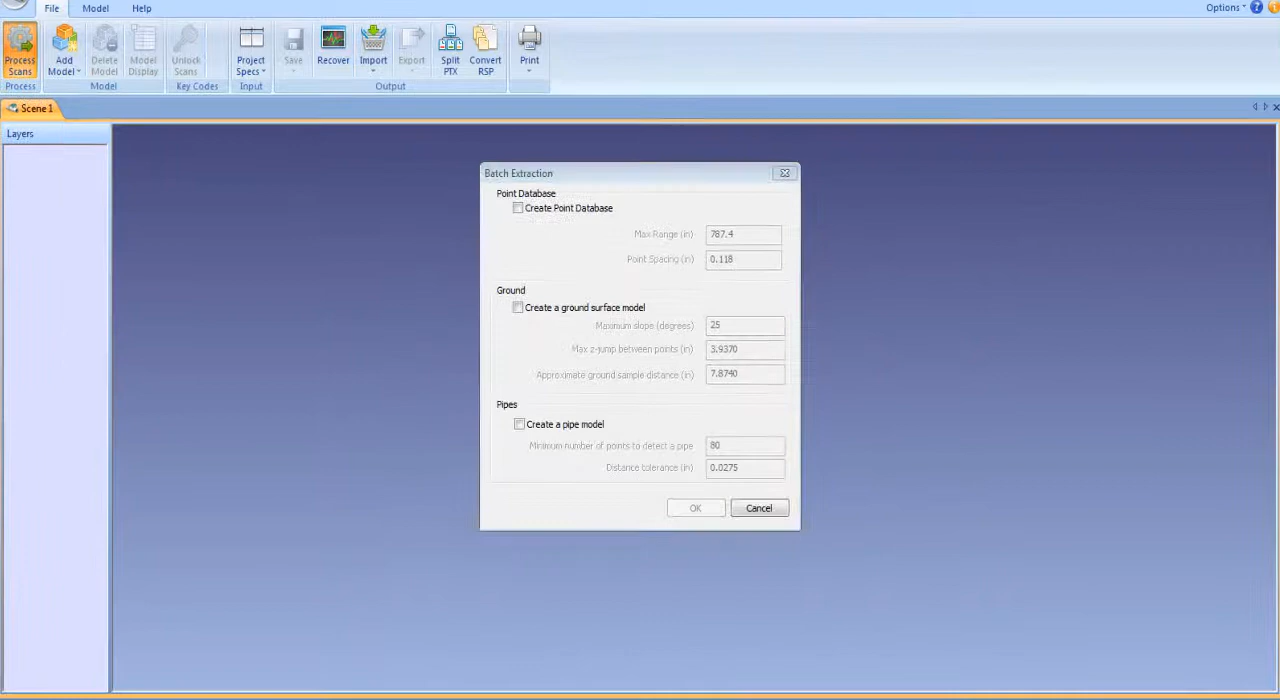 File Model Help Options
Process Scans
Add Model
Delete Model
Model Display
Unlock Scans
Project Specs
Save
Recover
Import
Export
Split PTX
Convert RSP
Print
Process Model Key Codes Input Output
Scene 1
Layers
Batch Extraction
Point Database
Create Point Database
Max Range (in) 787.4
Point Spacing (in) 0.118
Ground
Create a ground surface model
Maximum slope (degrees) 25
Max z-jump between points (in) 3.9370
Approximate ground sample distance (in) 7.8740
Pipes
Create a pipe model
Minimum number of points to detect a pipe 80
Distance tolerance (in) 0.0275
OK Cancel